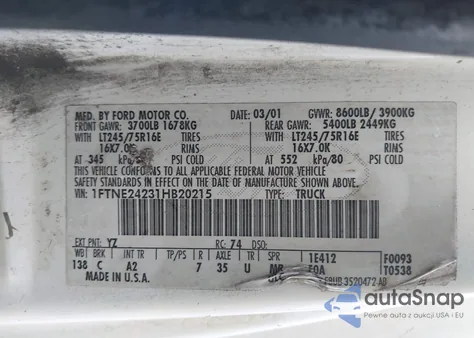 MFD. BY FORD MOTOR CO. 03/01 GVWR: 8600LB/ 3900KG
FRONT GAWR: 3700LB 1678KG REAR GAWR: 5400LB 2449KG
WITH LT245/75R16E TIRES WITH LT245/75R16E TIRES
16X7.0K RIMS 16X7.0K RIMS
AT 345 kPa/50 PSI COLD AT 552 kPa/80 PSI COLD
THIS VEHICLE CONFORMS TO ALL APPLICABLE FEDERAL MOTOR VEHICLE SAFETY STANDARDS IN EFFECT ON THE DATE OF MANUFACTURE SHOWN ABOVE.
VIN: 1FTNE24231HB20215 TYPE: TRUCK
EXT PNT: YZ RC: 74 DSO:
WB BRK INT TR TP/PS R AXLE TR SPR 1E412 F0093
138 C A2 7 35 U T0538
MADE IN U.S.A.
autoSnap
Pewne auta z aukcji USA i EU